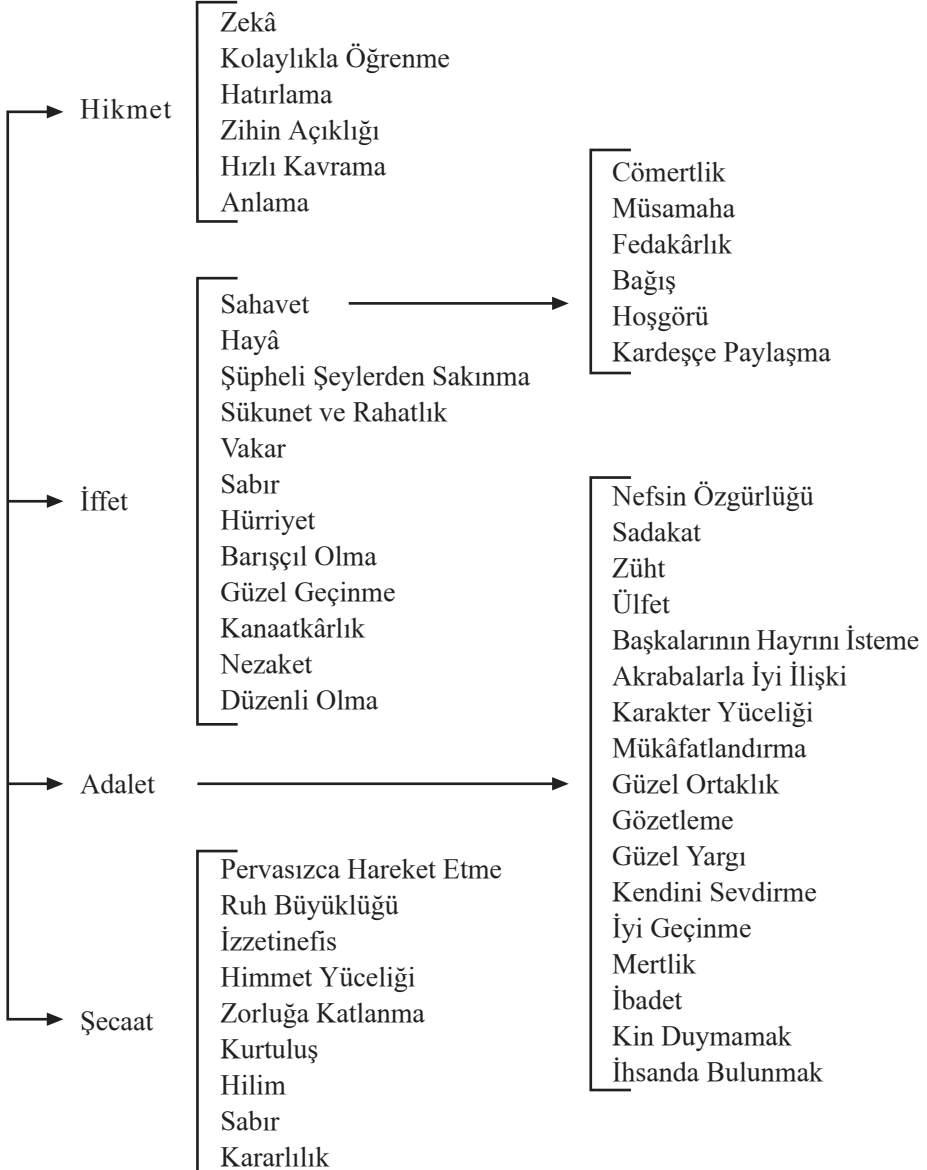 Hikmet
Zekâ
Kolaylıkla Öğrenme
Hatırlama
Zihin Açıklığı
Hızlı Kavrama
Anlama
İffet
Sahavet
Hayâ
Şüpheli Şeylerden Sakınma
Sükunet ve Rahatlık
Vakar
Sabır
Hürriyet
Barışçıl Olma
Güzel Geçinme
Kanaatkârlık
Nezaket
Düzenli Olma
Cömertlik
Müsamaha
Fedakârlık
Bağış
Hoşgörü
Kardeşçe Paylaşma
Adalet
Nefsin Özgürlüğü
Sadakat
Züht
Ülfet
Başkalarının Hayrını İsteme
Akrabalarla İyi İlişki
Karakter Yüceliği
Mükâfatlandırma
Güzel Ortaklık
Gözetleme
Güzel Yargı
Kendini Sevdirme
İyi Geçinme
Mertlik
İbadet
Kin Duymamak
İhsanda Bulunmak
Şecaat
Pervasızca Hareket Etme
Ruh Büyüklüğü
İzzetinefis
Himmet Yüceliği
Zorluğa Katlanma
Kurtuluş
Hilim
Sabır
Kararlılık